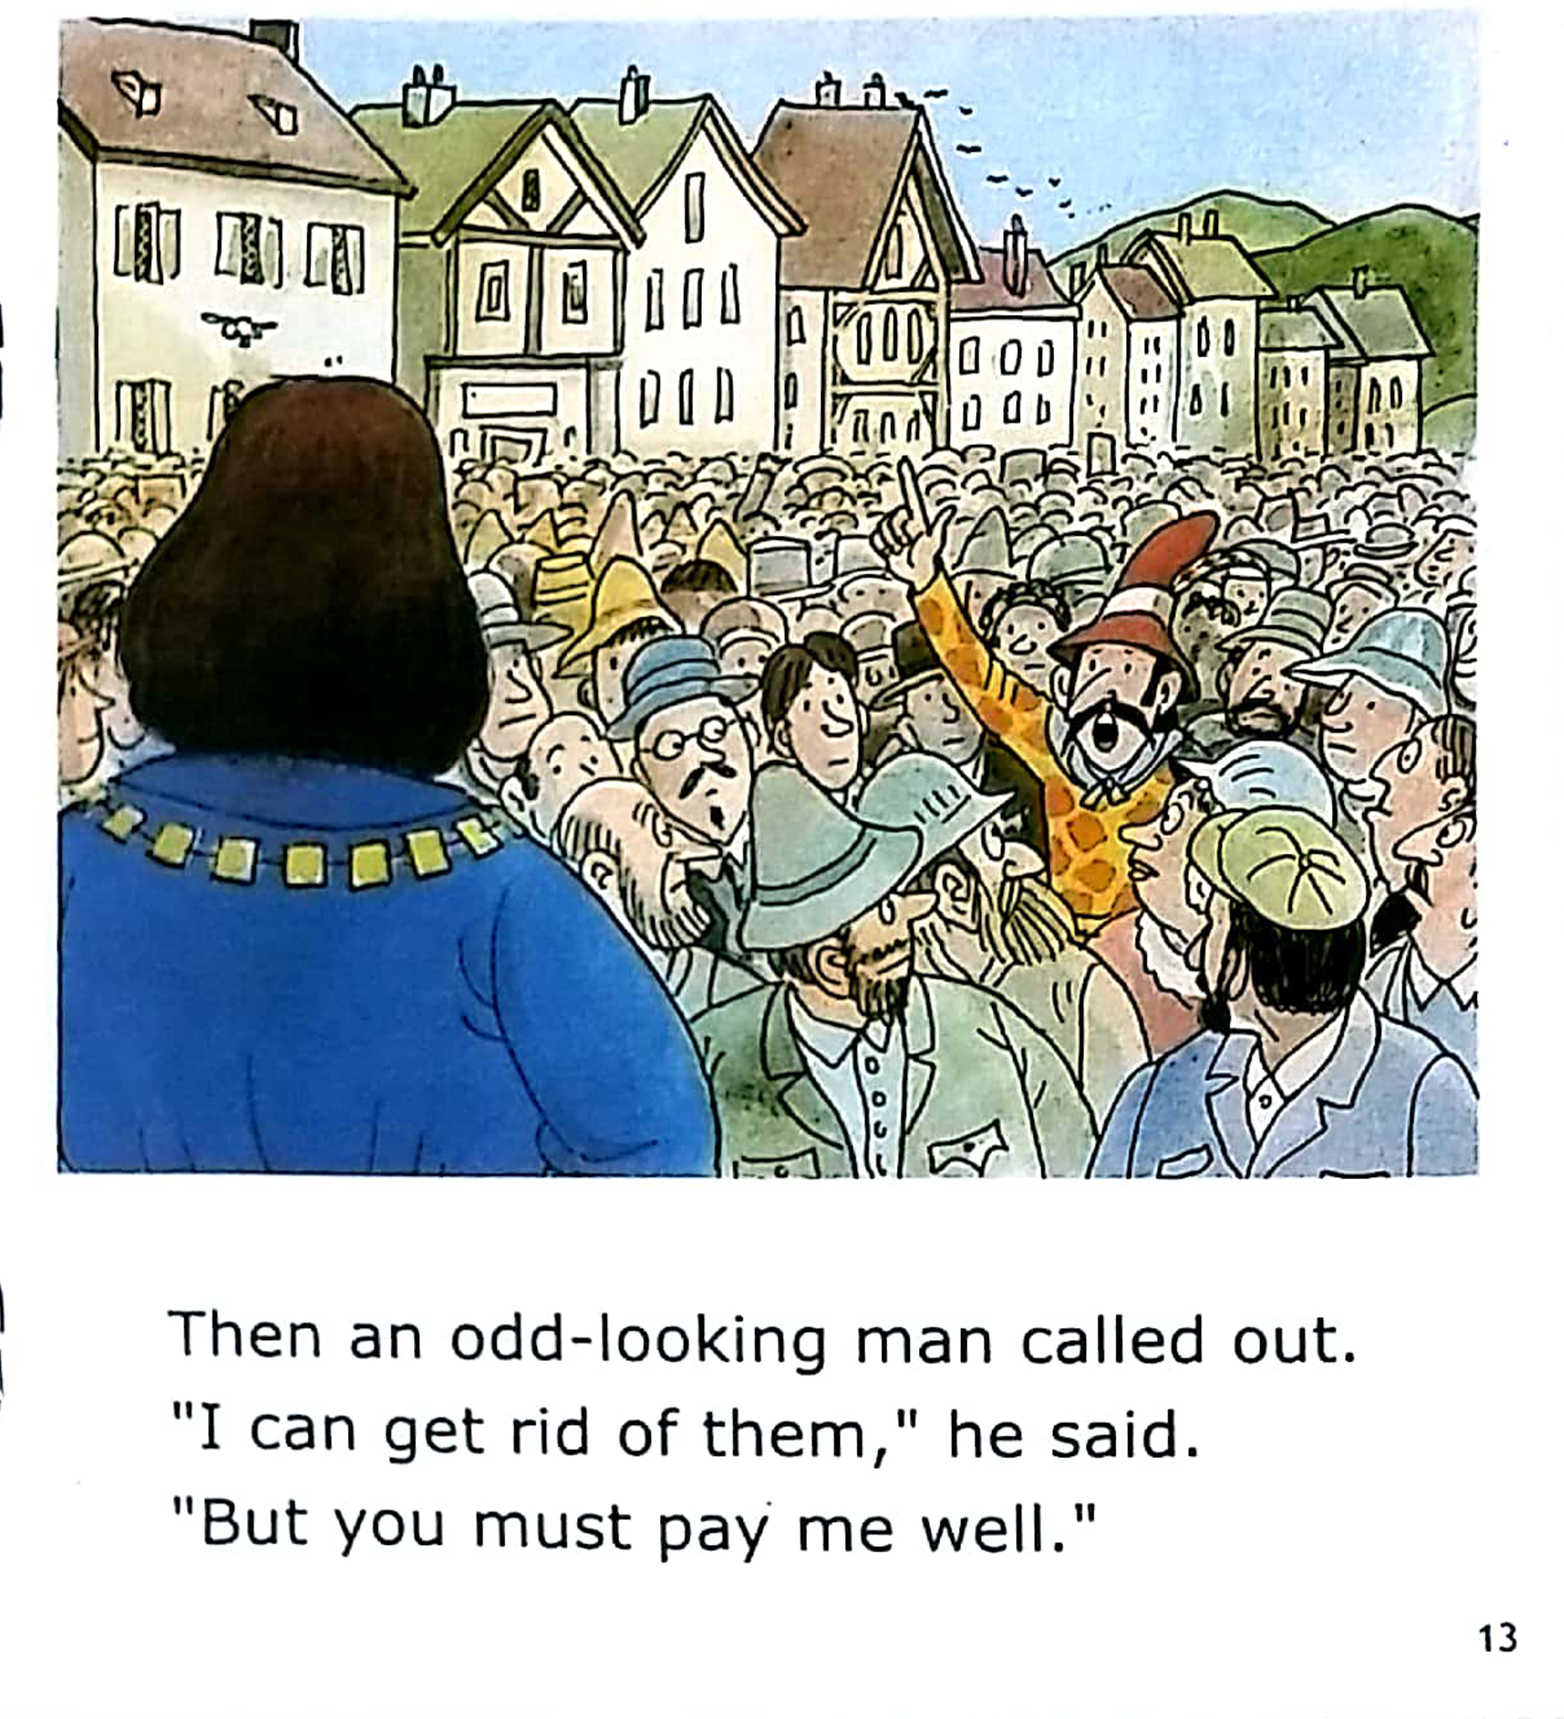 Then an odd-looking man called out.
"I can get rid of them," he said.
"But you must pay me well."
13